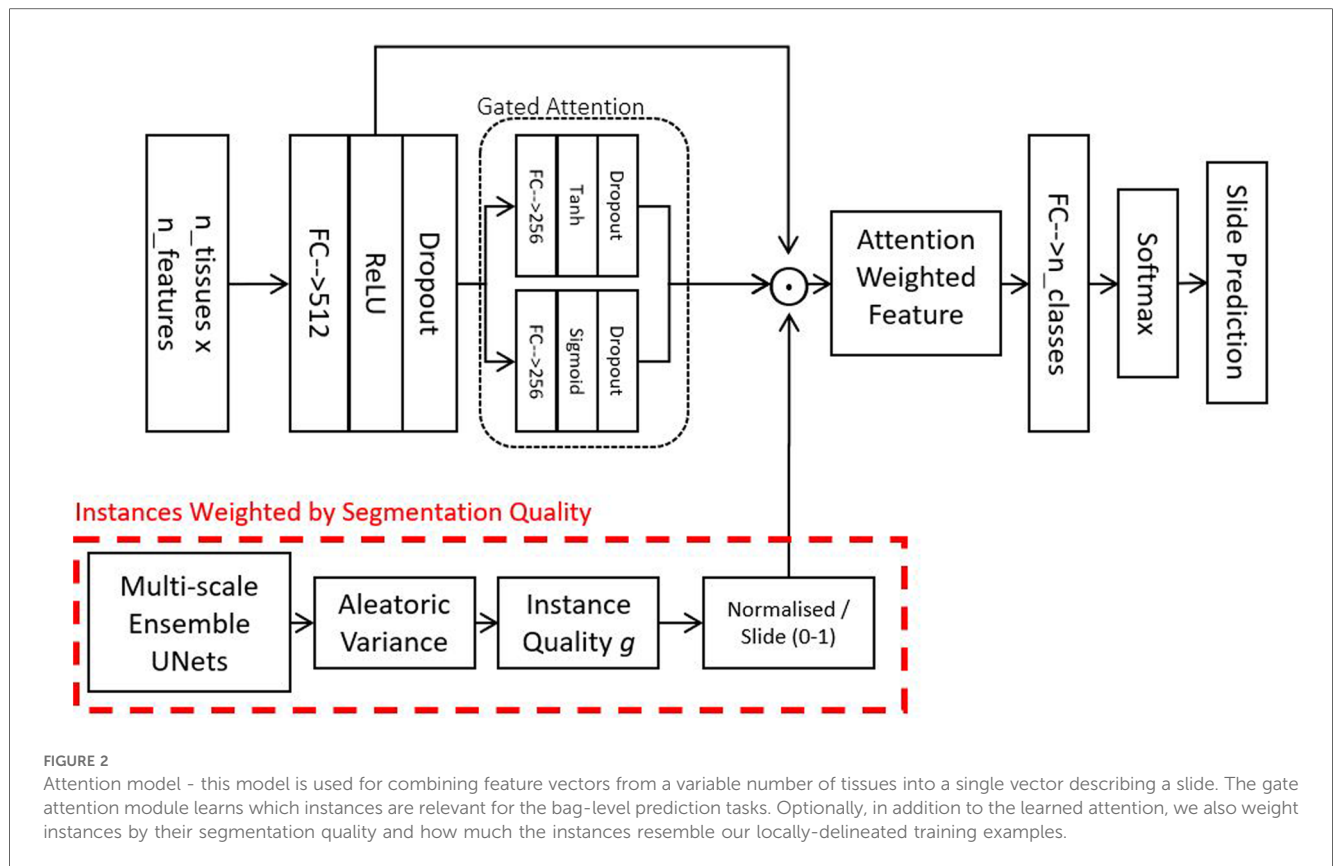 Gated Attention
n_tissues x
n_features
FC-->512
ReLU
Dropout
FC-->256
Tanh
Dropout
FC-->256
Sigmoid
Dropout
Attention
Weighted
Feature
FC-->n_classes
Softmax
Slide Prediction
Instances Weighted by Segmentation Quality
Multi-scale
Ensemble
UNets
Aleatoric
Variance
Instance
Quality g
Normalised /
Slide (0-1)
FIGURE 2
Attention model - this model is used for combining feature vectors from a variable number of tissues into a single vector describing a slide. The gate
attention module learns which instances are relevant for the bag-level prediction tasks. Optionally, in addition to the learned attention, we also weight
instances by their segmentation quality and how much the instances resemble our locally-delineated training examples.